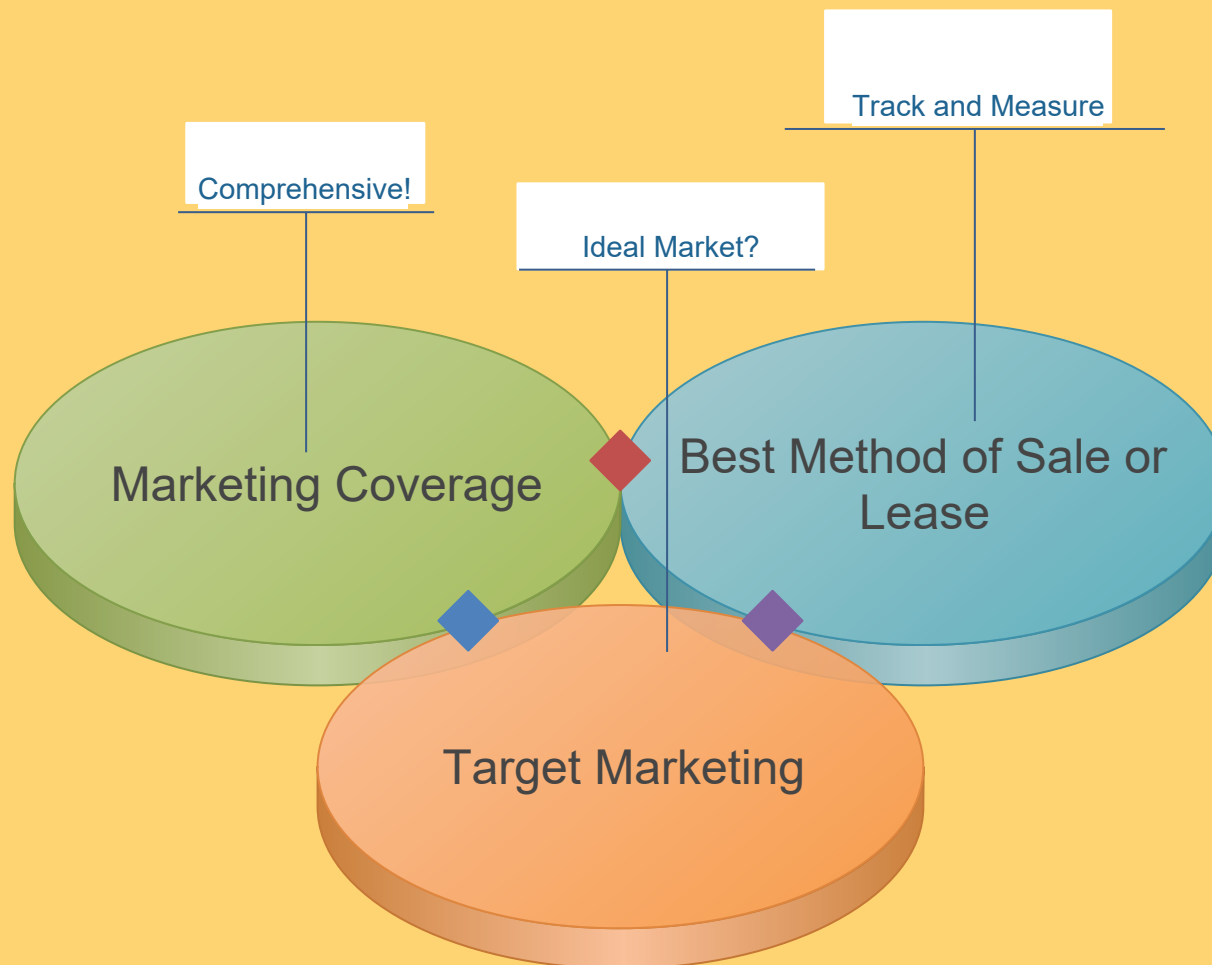 Track and Measure
Comprehensive!
Ideal Market?
Marketing Coverage
Best Method of Sale or
Lease
Target Marketing